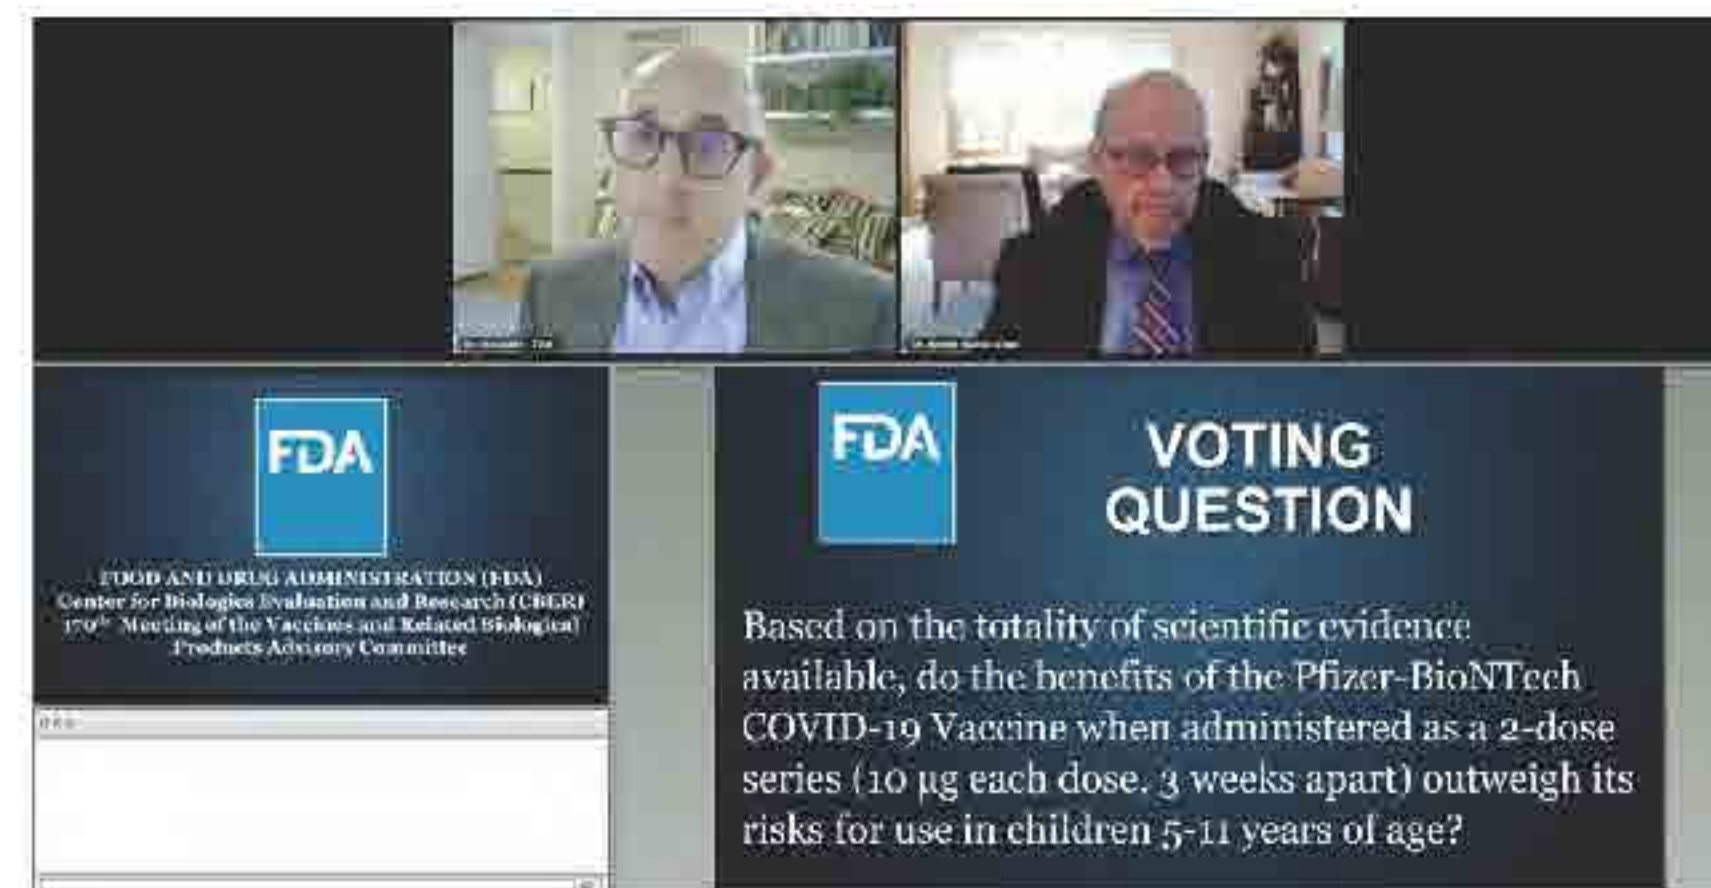 FDA
FOOD AND DRUG ADMINISTRATION (FDA)
Center for Biologics Evaluation and Research (CBER)
170th Meeting of the Vaccines and Related Biological
Products Advisory Committee
FDA
VOTING
QUESTION
Based on the totality of scientific evidence
available, do the benefits of the Pfizer-BioNTech
COVID-19 Vaccine when administered as a 2-dose
series (10 µg each dose, 3 weeks apart) outweigh its
risks for use in children 5-11 years of age?